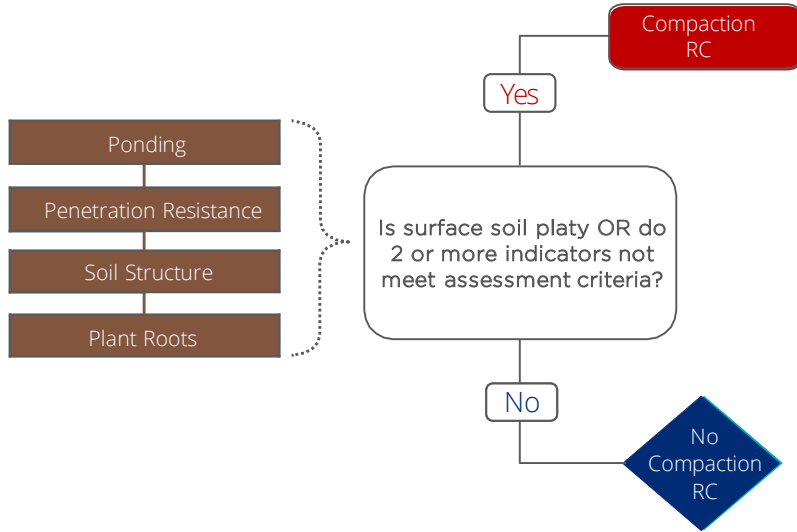 Compaction
RC
Yes
Ponding
Penetration Resistance
Soil Structure
Plant Roots
Is surface soil platy OR do
2 or more indicators not
meet assessment criteria?
No
No
Compaction
RC